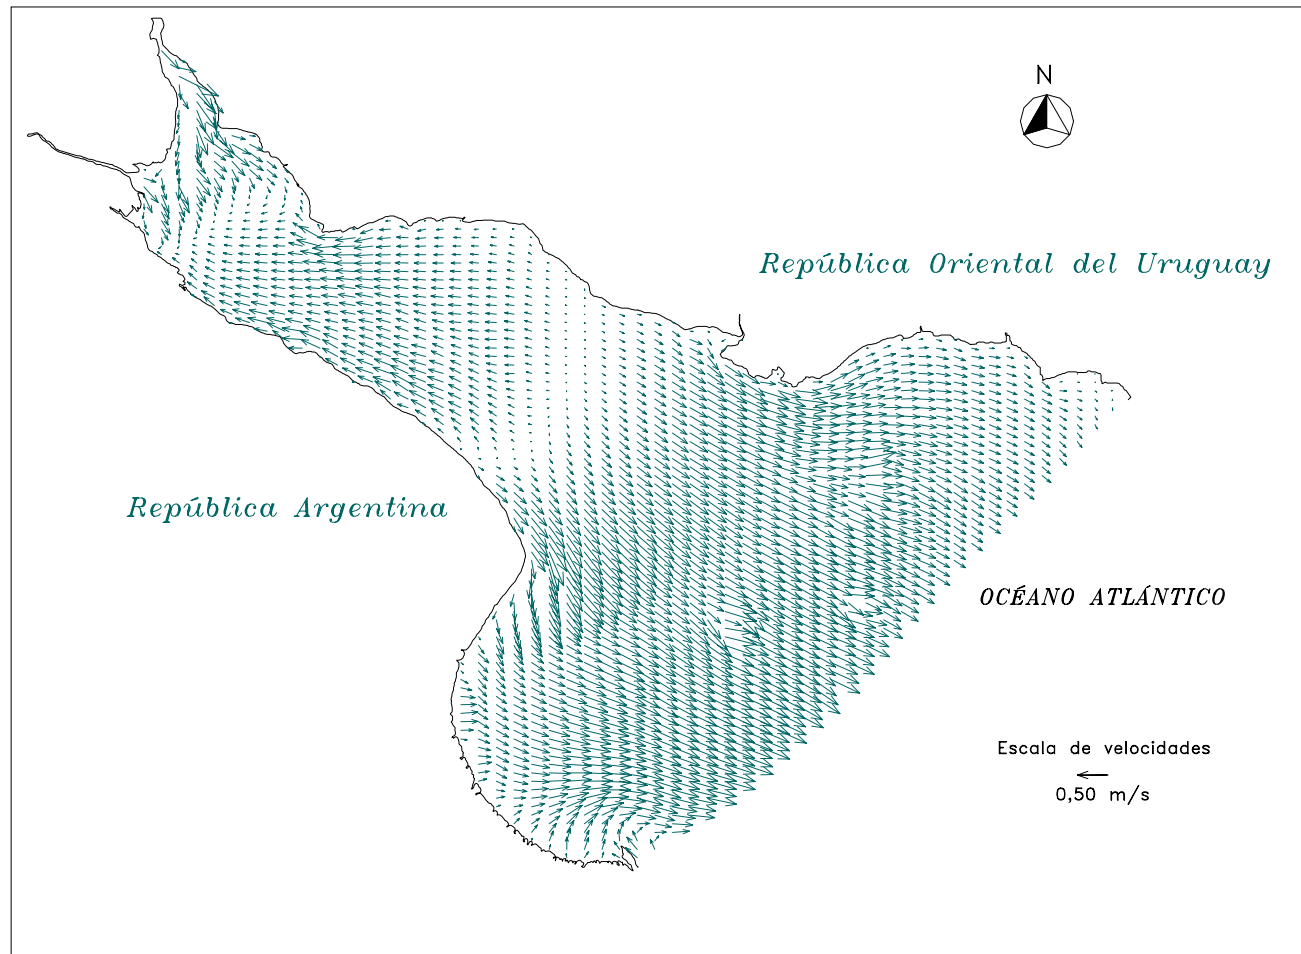 N
República Oriental del Uruguay
República Argentina
OCÉANO ATLÁNTICO
Escala de velocidades
0,50 m/s